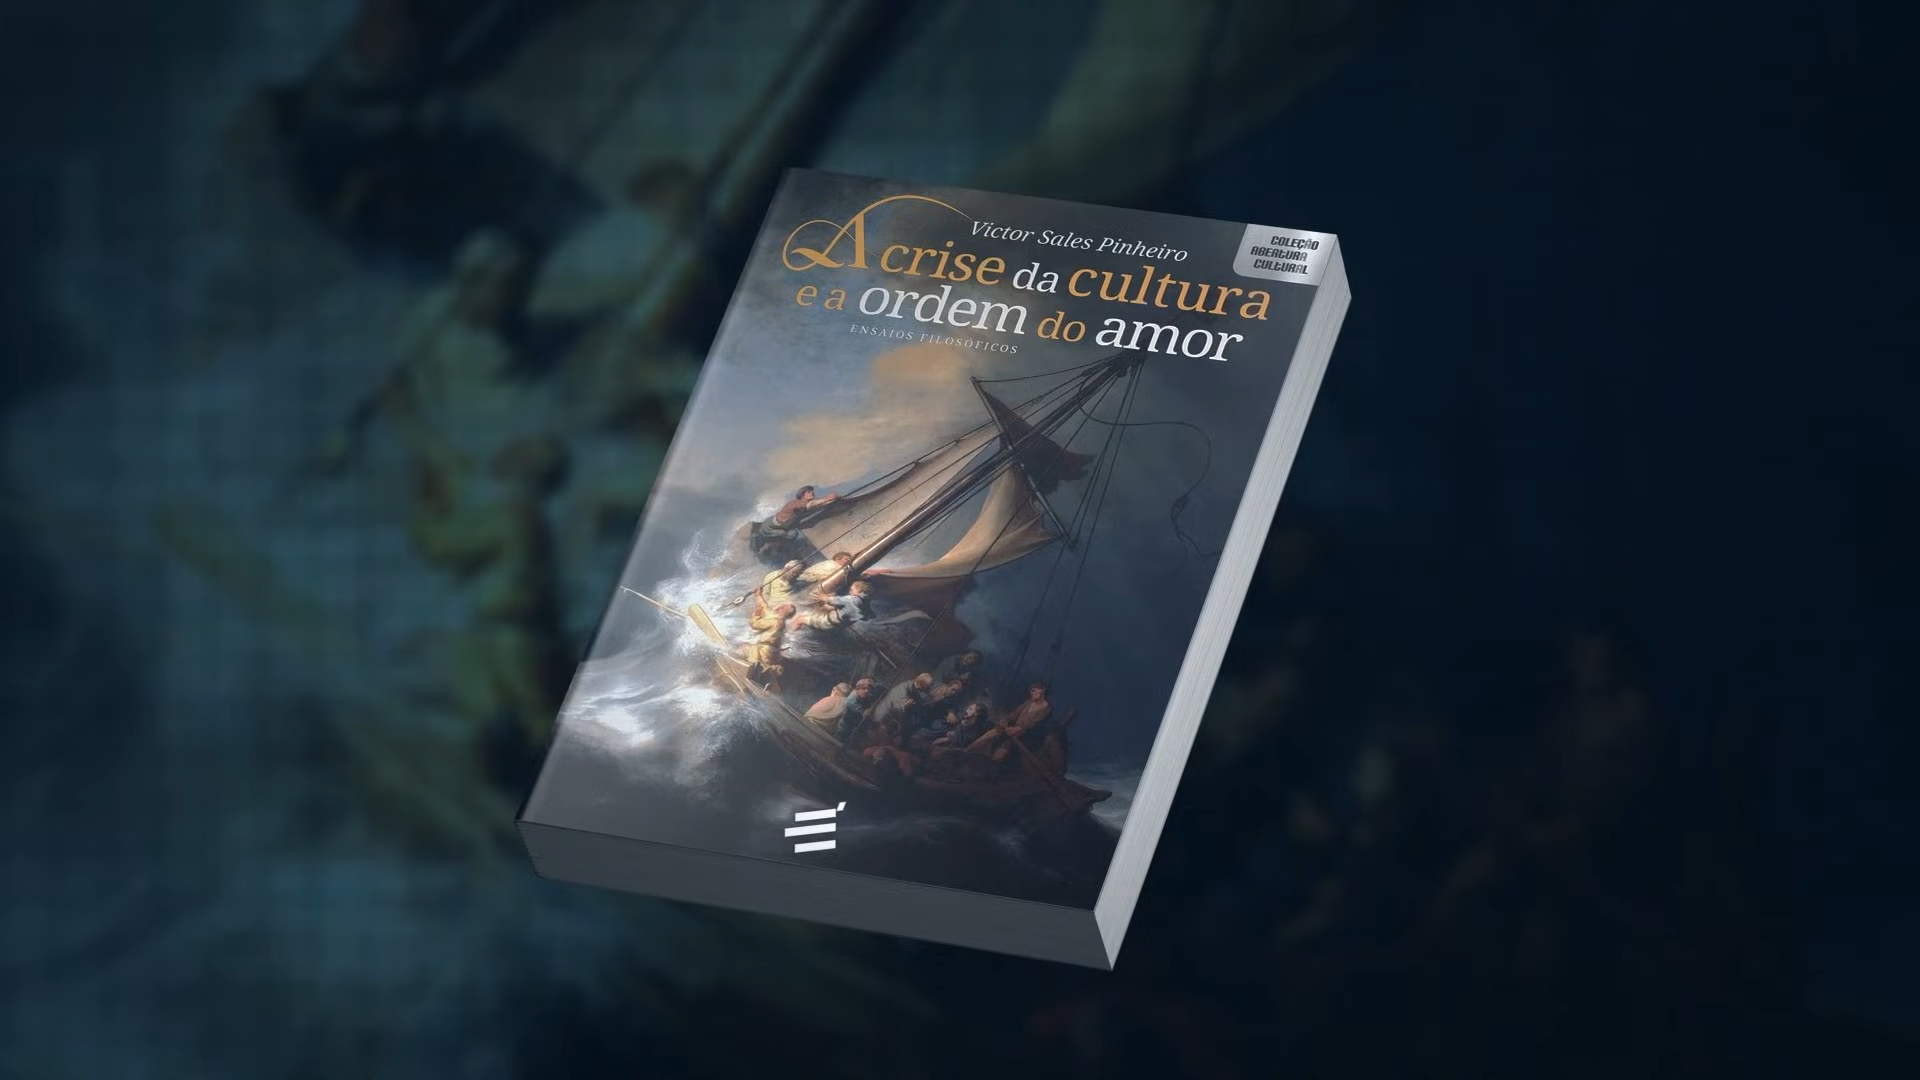 Victor Sales Pinheiro
A crise da cultura
e a ordem do amor
ENSAIOS FILOSÓFICOS
COLEÇÃO
ABERTURA
CULTURAL
É